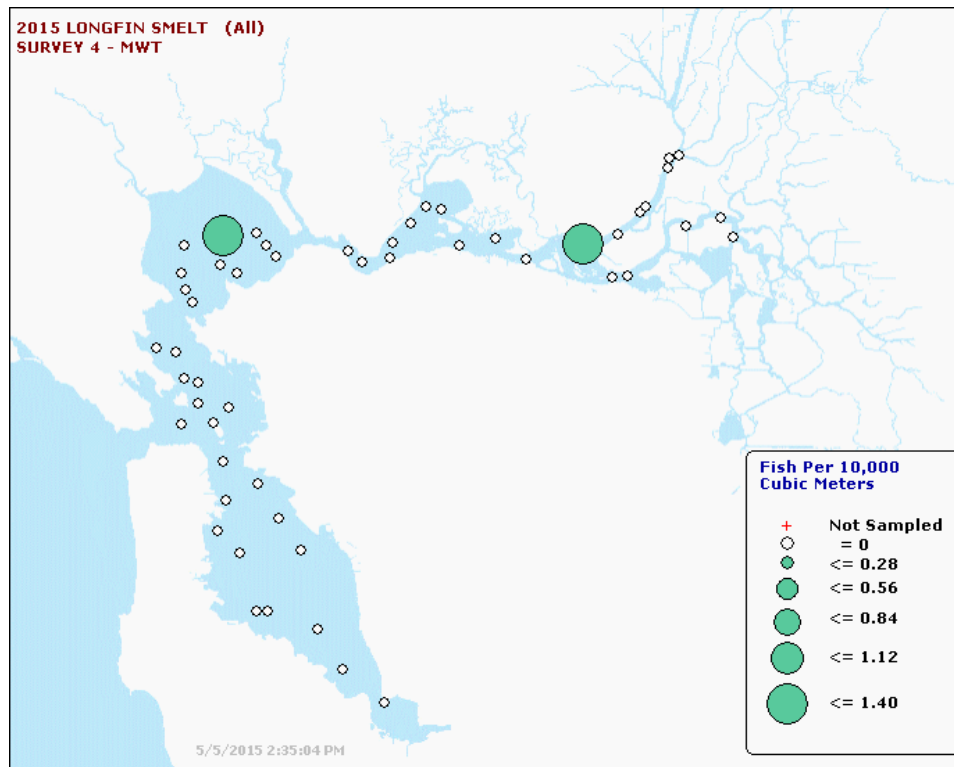 2015 LONGFIN SMELT (All)
SURVEY 4 - MWT
Fish Per 10,000
Cubic Meters
Not Sampled
= 0
<= 0.28
<= 0.56
<= 0.84
<= 1.12
<= 1.40
5/5/2015 2:35:04 PM